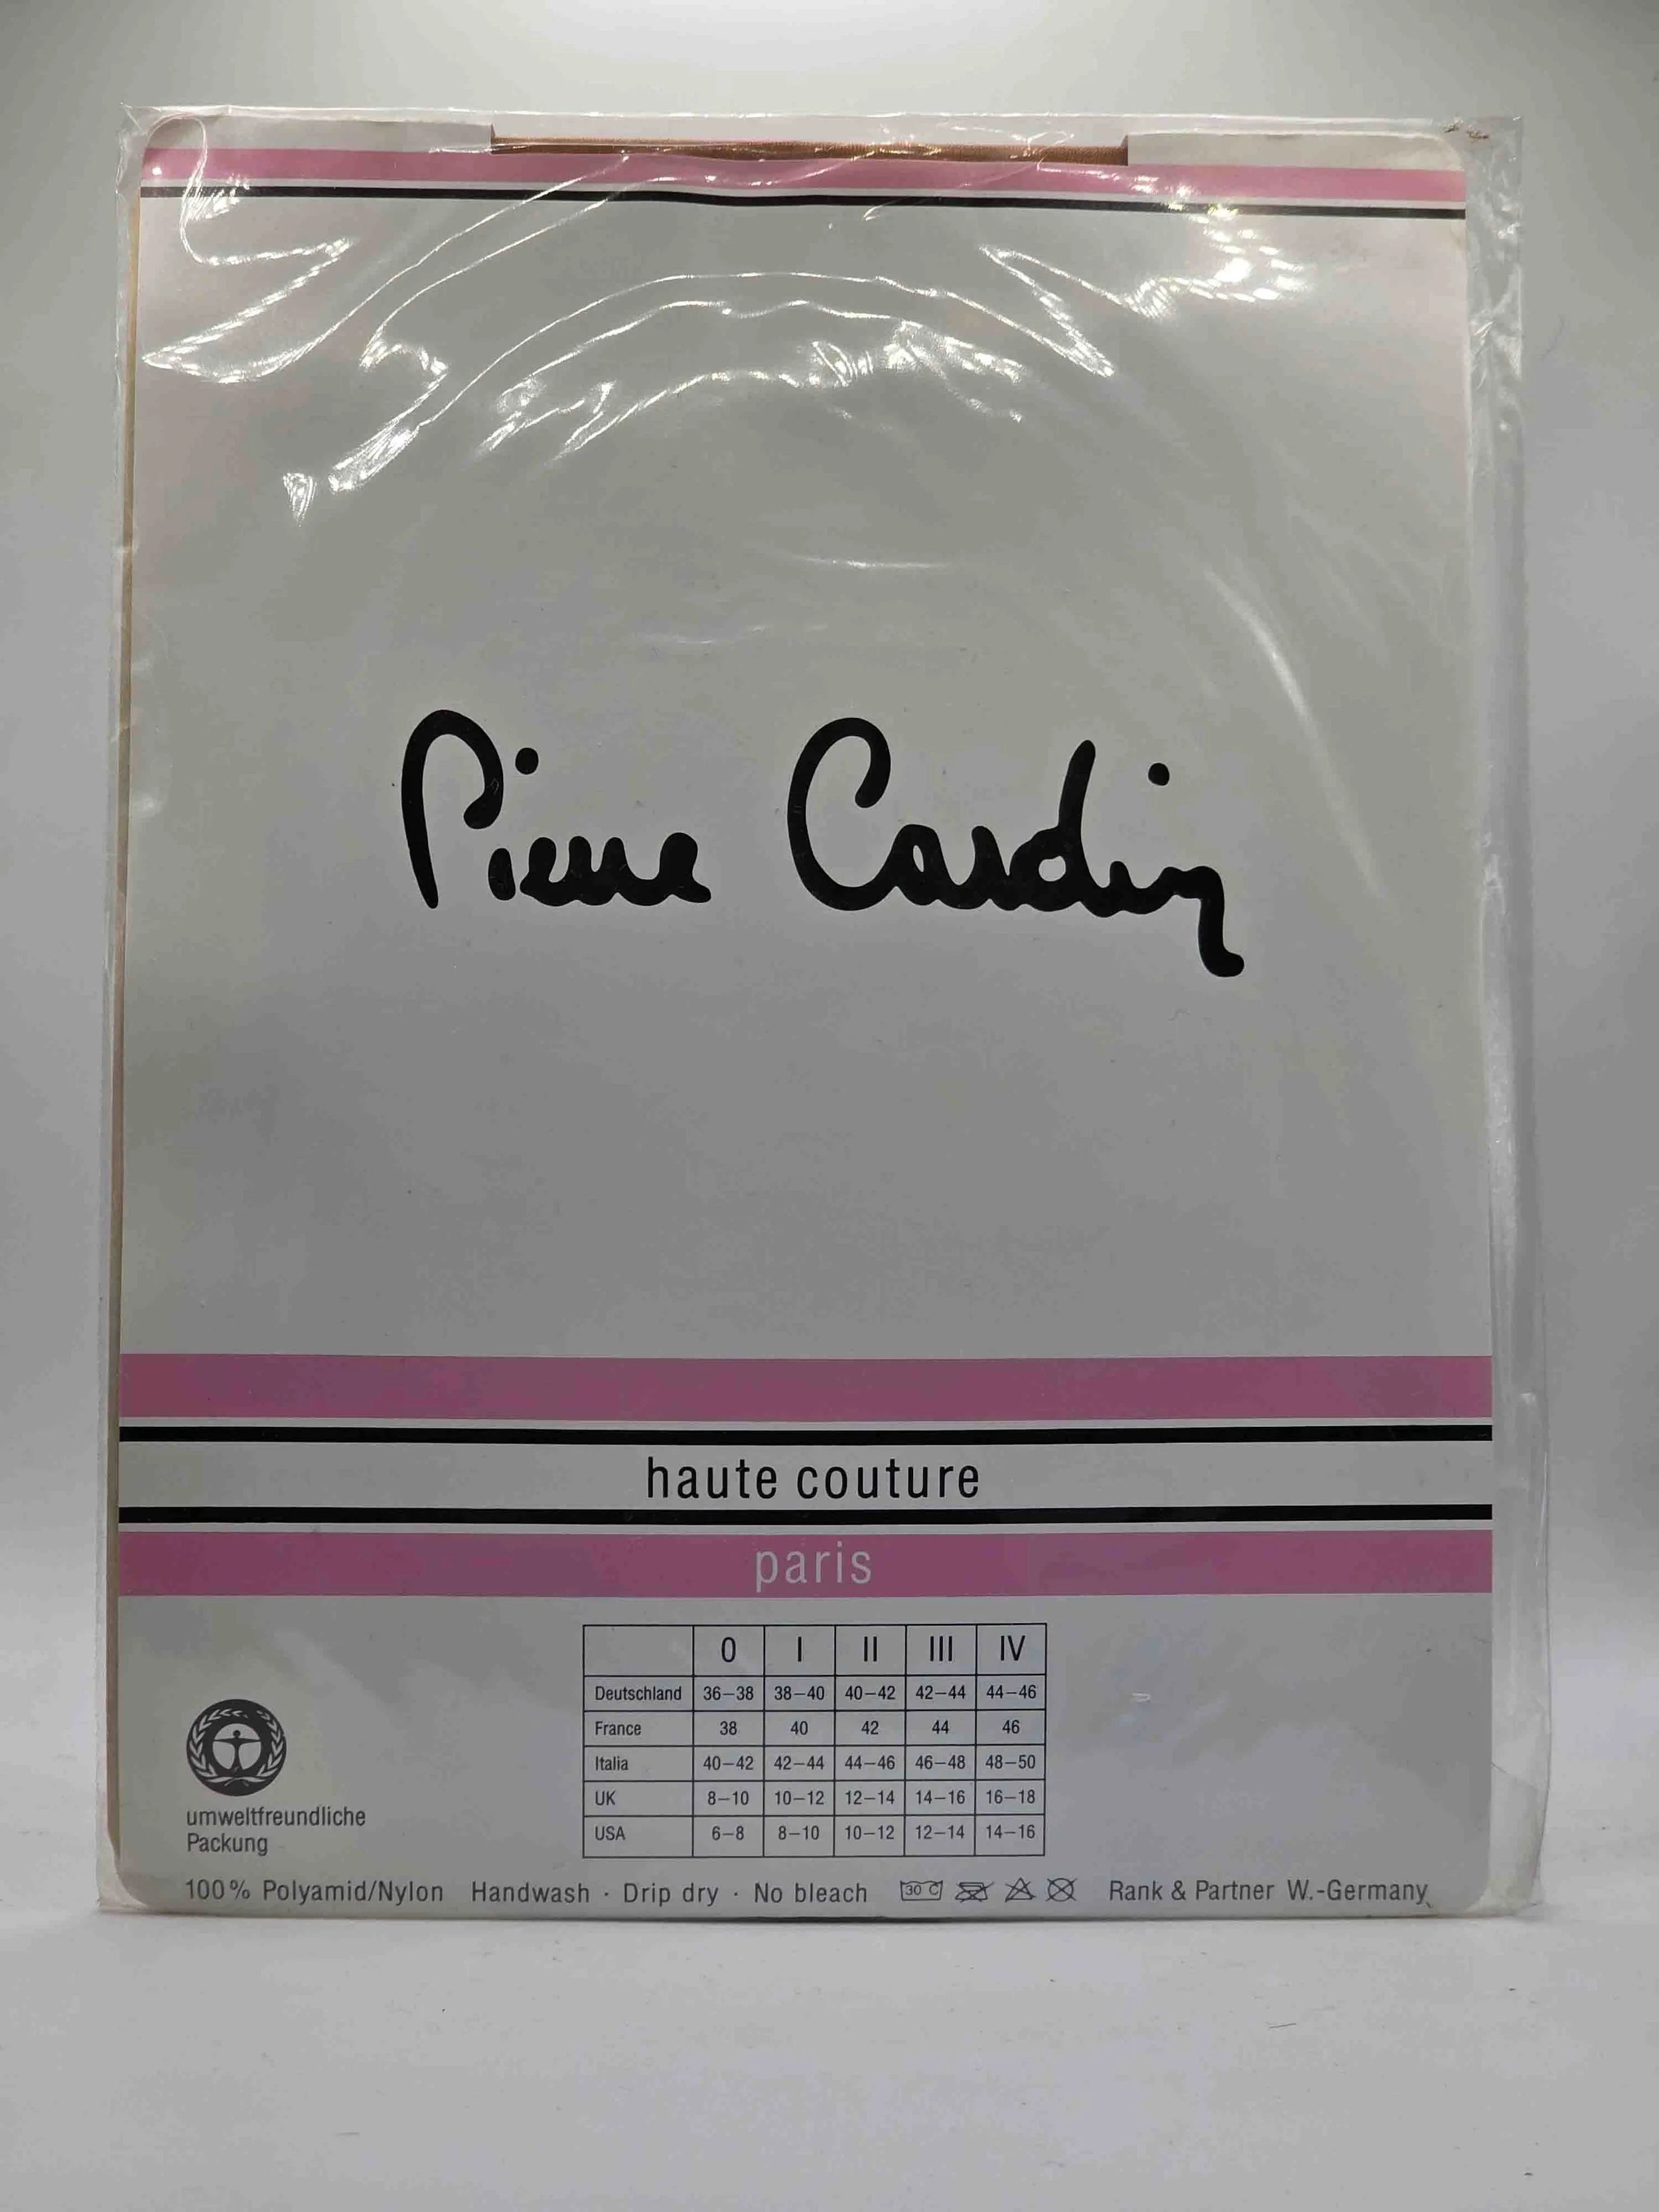 Pierre Cardin
haute couture
paris
0 I II III IV
Deutschland 36–38 38–40 40–42 42–44 44–46
France 38 40 42 44 46
Italia 40–42 42–44 44–46 46–48 48–50
UK 8–10 10–12 12–14 14–16 16–18
USA 6–8 8–10 10–12 12–14 14–16
umweltfreundliche
Packung
100% Polyamid/Nylon Handwash · Drip dry · No bleach 30 C Rank & Partner W.-Germany